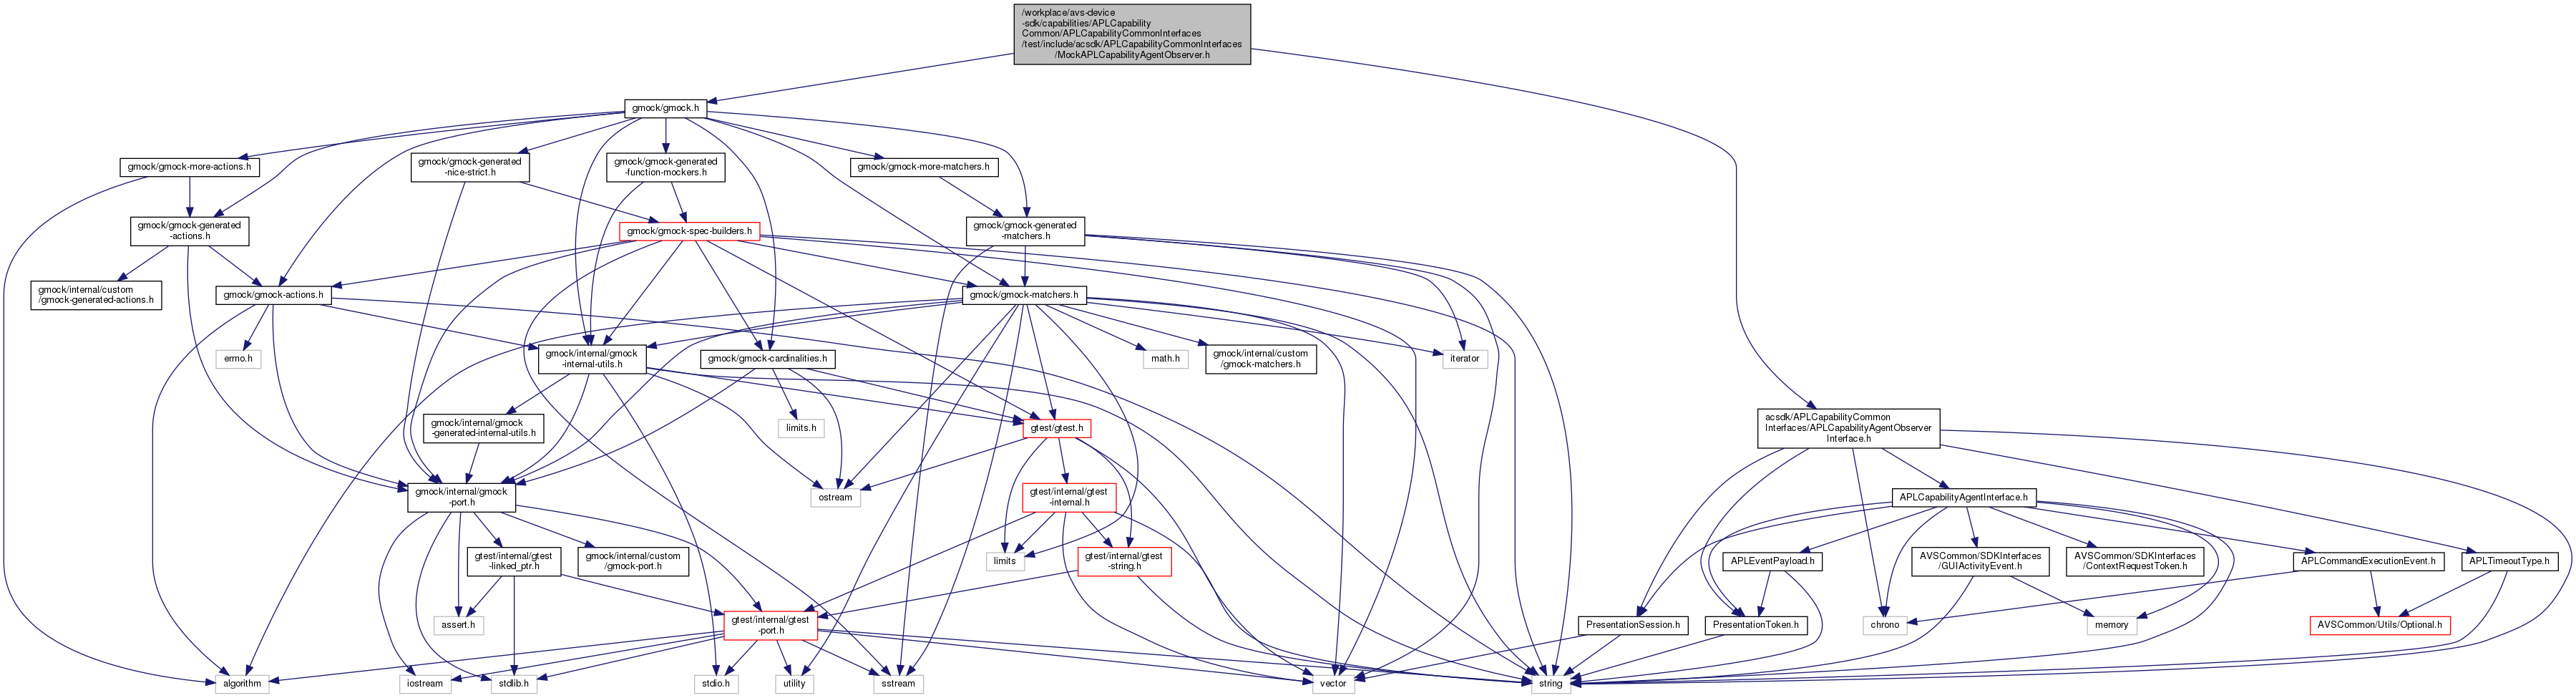 /workplace/avs-device
-sdk/capabilities/APLCapability
Common/APLCapabilityCommonInterfaces
/test/include/acsdk/APLCapabilityCommonInterfaces
/MockAPLCapabilityAgentObserver.h
gmock/gmock.h
gmock/gmock-more-actions.h
gmock/gmock-generated
-nice-strict.h
gmock/gmock-generated
-function-mockers.h
gmock/gmock-more-matchers.h
gmock/gmock-generated
-actions.h
gmock/gmock-spec-builders.h
gmock/gmock-generated
-matchers.h
gmock/internal/custom
/gmock-generated-actions.h
gmock/gmock-actions.h
gmock/gmock-matchers.h
errno.h
gmock/internal/gmock
-internal-utils.h
gmock/gmock-cardinalities.h
math.h
gmock/internal/custom
/gmock-matchers.h
iterator
gmock/internal/gmock
-generated-internal-utils.h
limits.h
gtest/gtest.h
acsdk/APLCapabilityCommon
Interfaces/APLCapabilityAgentObserver
Interface.h
gmock/internal/gmock
-port.h
ostream
gtest/internal/gtest
-internal.h
APLCapabilityAgentInterface.h
gtest/internal/gtest
-linked_ptr.h
gmock/internal/custom
/gmock-port.h
limits
gtest/internal/gtest
-string.h
APLEventPayload.h
AVSCommon/SDKInterfaces
/GUIActivityEvent.h
AVSCommon/SDKInterfaces
/ContextRequestToken.h
APLCommandExecutionEvent.h
APLTimeoutType.h
assert.h
gtest/internal/gtest
-port.h
PresentationSession.h
PresentationToken.h
chrono
memory
AVSCommon/Utils/Optional.h
algorithm
iostream
stdlib.h
stdio.h
utility
sstream
vector
string